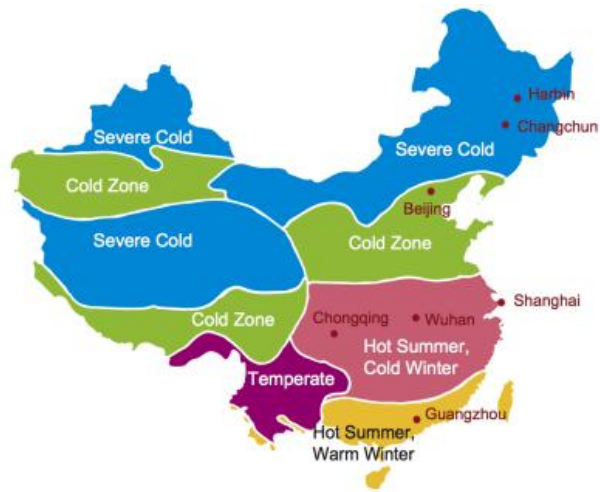 Harbin
Changchun
Severe Cold
Severe Cold
Cold Zone
Beijing
Severe Cold
Cold Zone
Shanghai
Cold Zone
Chongqing
Wuhan
Hot Summer,
Cold Winter
Temperate
Guangzhou
Hot Summer,
Warm Winter